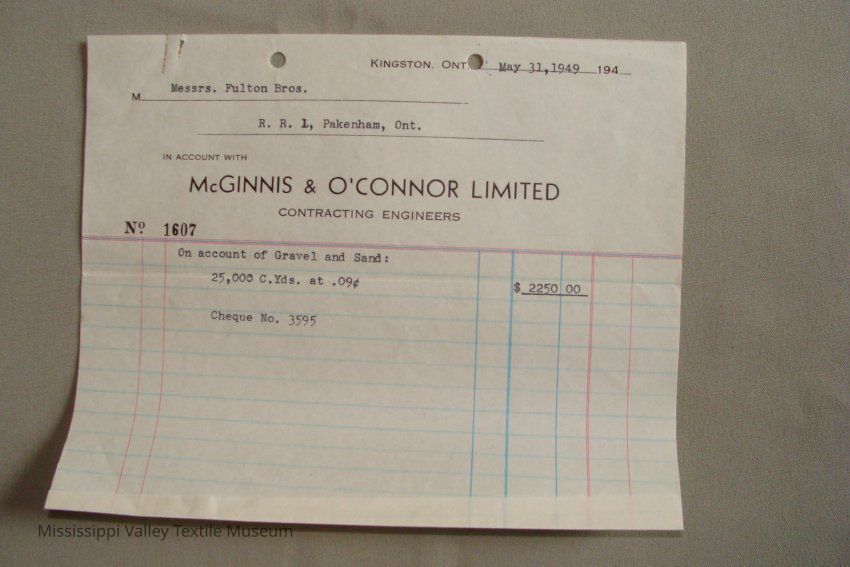 KINGSTON, ONT. May 31,1949 194
M Messrs. Fulton Bros.
R. R. 1, Pakenham, Ont.
IN ACCOUNT WITH
McGINNIS & O'CONNOR LIMITED
CONTRACTING ENGINEERS
Nº 1607
On account of Gravel and Sand:
25,000 C.Yds. at .09¢ $ 2250 00
Cheque No. 3595
Mississippi Valley Textile Museum